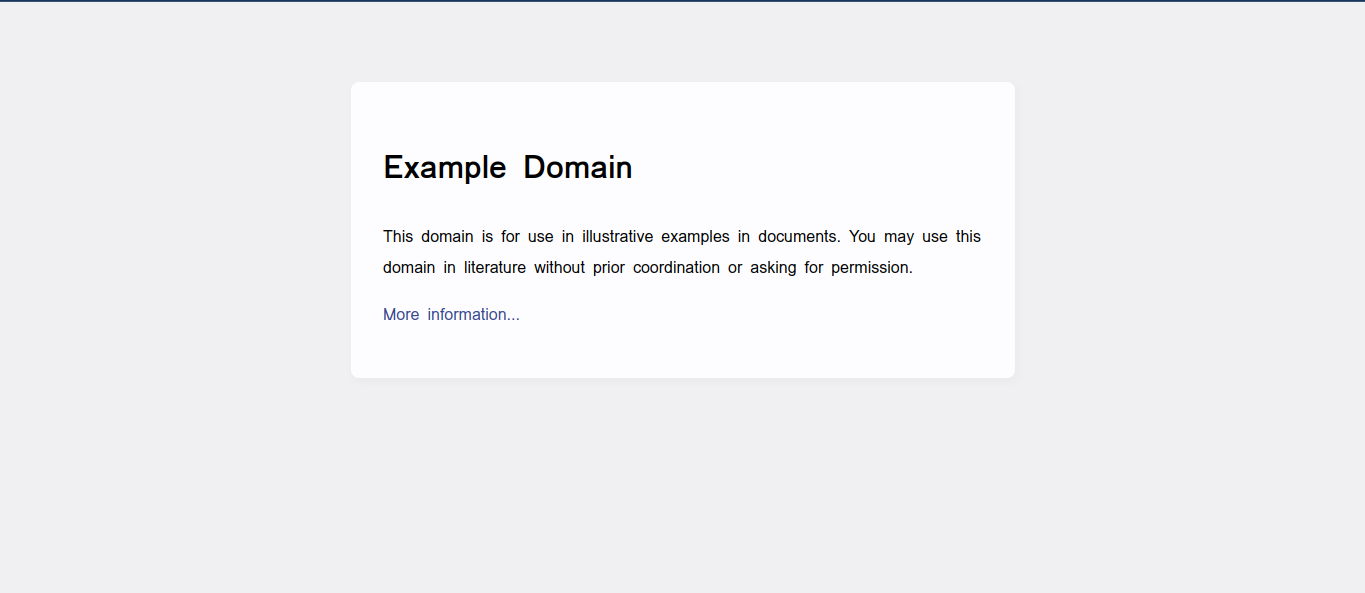 Example Domain
This domain is for use in illustrative examples in documents. You may use this
domain in literature without prior coordination or asking for permission.
More information...